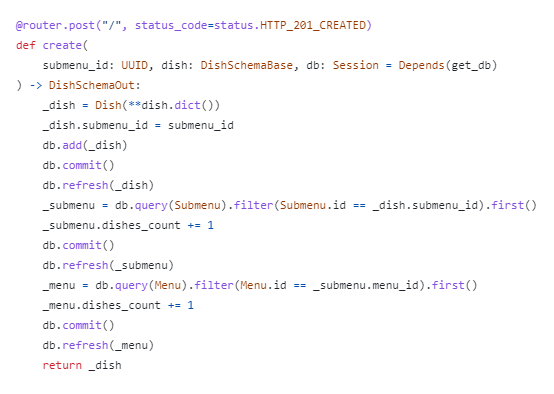 @router.post("/", status_code=status.HTTP_201_CREATED)
def create(
    submenu_id: UUID, dish: DishSchemaBase, db: Session = Depends(get_db)
) -> DishSchemaOut:
    _dish = Dish(**dish.dict())
    _dish.submenu_id = submenu_id
    db.add(_dish)
    db.commit()
    db.refresh(_dish)
    _submenu = db.query(Submenu).filter(Submenu.id == _dish.submenu_id).first()
    _submenu.dishes_count += 1
    db.commit()
    db.refresh(_submenu)
    _menu = db.query(Menu).filter(Menu.id == _submenu.menu_id).first()
    _menu.dishes_count += 1
    db.commit()
    db.refresh(_menu)
    return _dish